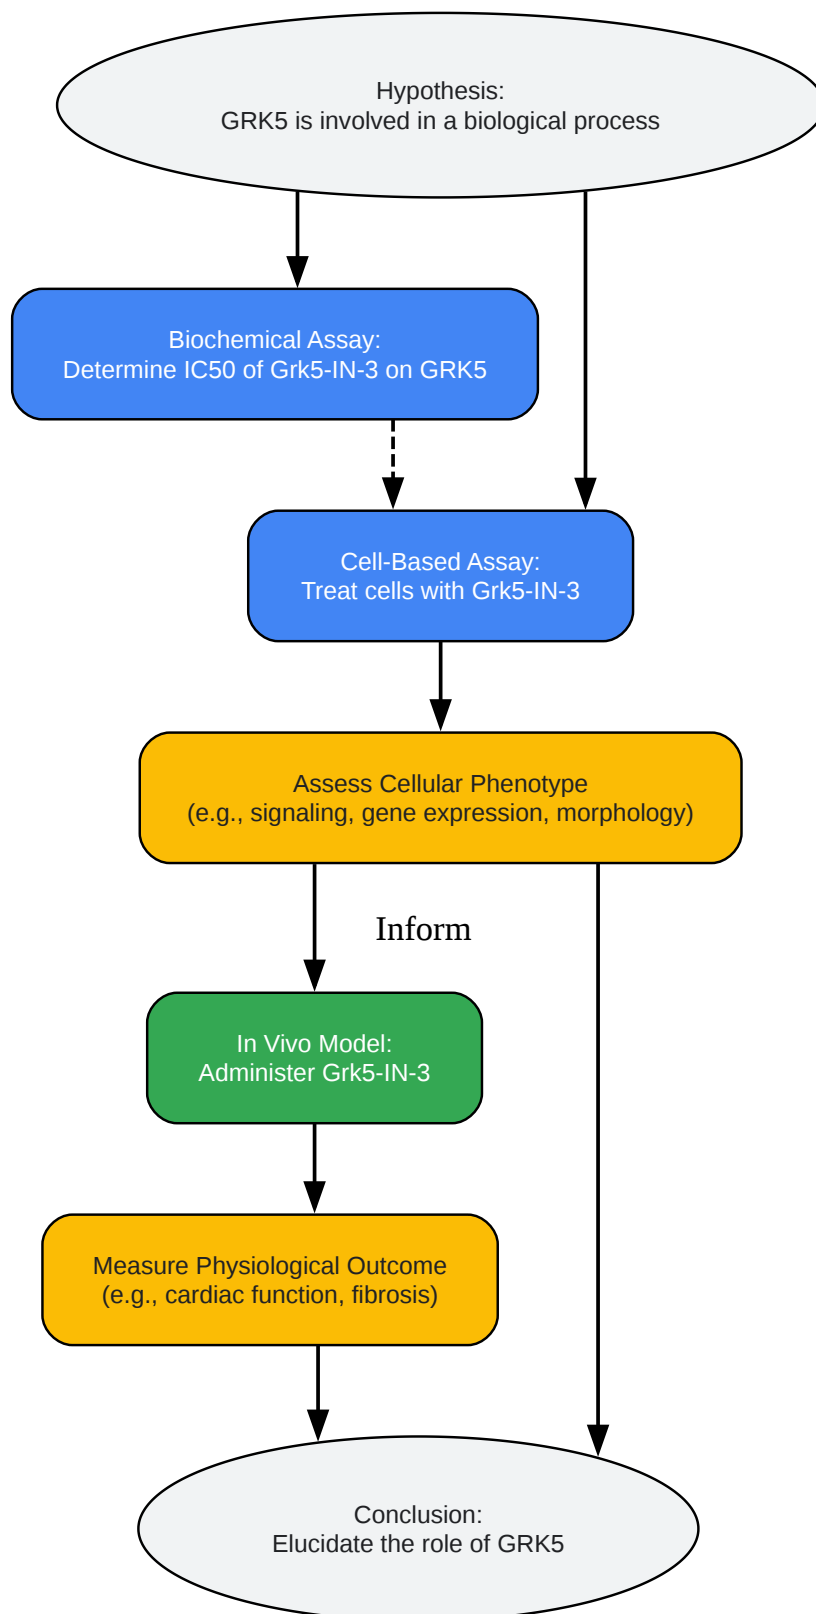 Hypothesis:
GRK5 is involved in a biological process
Biochemical Assay:
Determine IC50 of Grk5-IN-3 on GRK5
Cell-Based Assay:
Treat cells with Grk5-IN-3
Assess Cellular Phenotype
(e.g., signaling, gene expression, morphology)
Inform
In Vivo Model:
Administer Grk5-IN-3
Measure Physiological Outcome
(e.g., cardiac function, fibrosis)
Conclusion:
Elucidate the role of GRK5